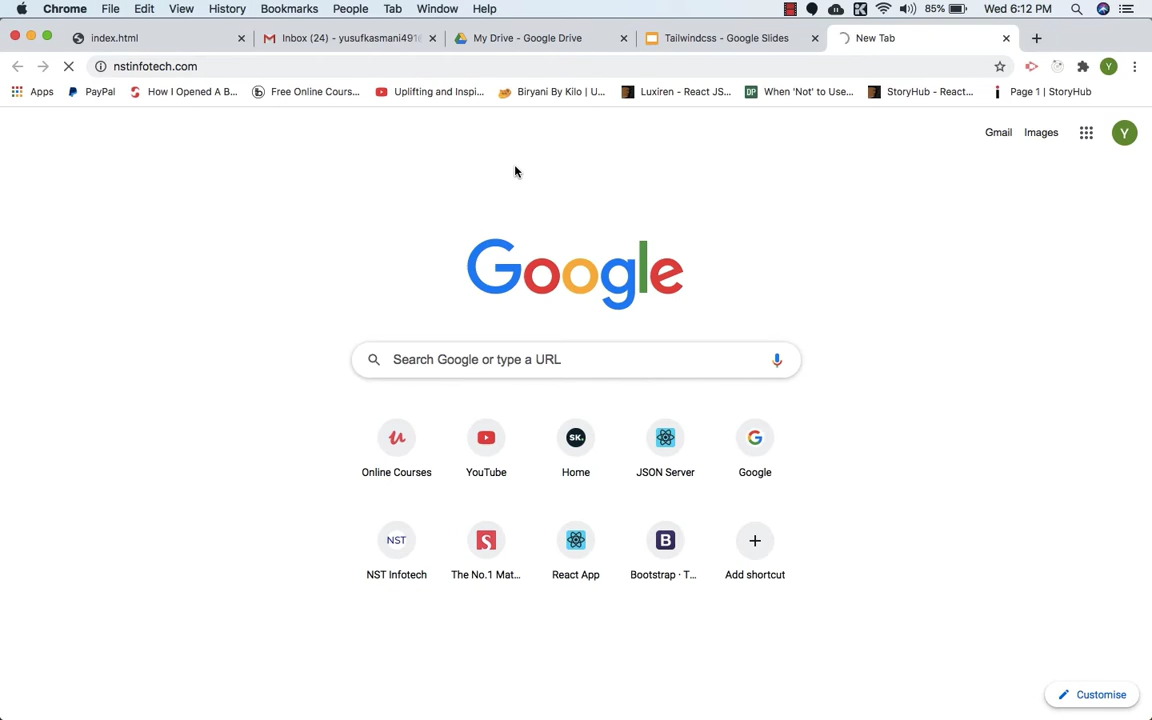 Chrome File Edit View History Bookmarks People Tab Window Help 85% Wed 6:12 PM
index.html Inbox (24) - yusufkasmani491 My Drive - Google Drive Tailwindcss - Google Slides New Tab
nstinfotech.com Y
Apps PayPal How I Opened A B... Free Online Cours... Uplifting and Inspi... Biryani By Kilo | U... Luxiren - React JS... DP When 'Not' to Use... StoryHub - React... Page 1 | StoryHub
Gmail Images Y
Google
Search Google or type a URL
SK.
Online Courses YouTube Home JSON Server Google
NST B
NST Infotech The No.1 Mat... React App Bootstrap · T... Add shortcut
Customise